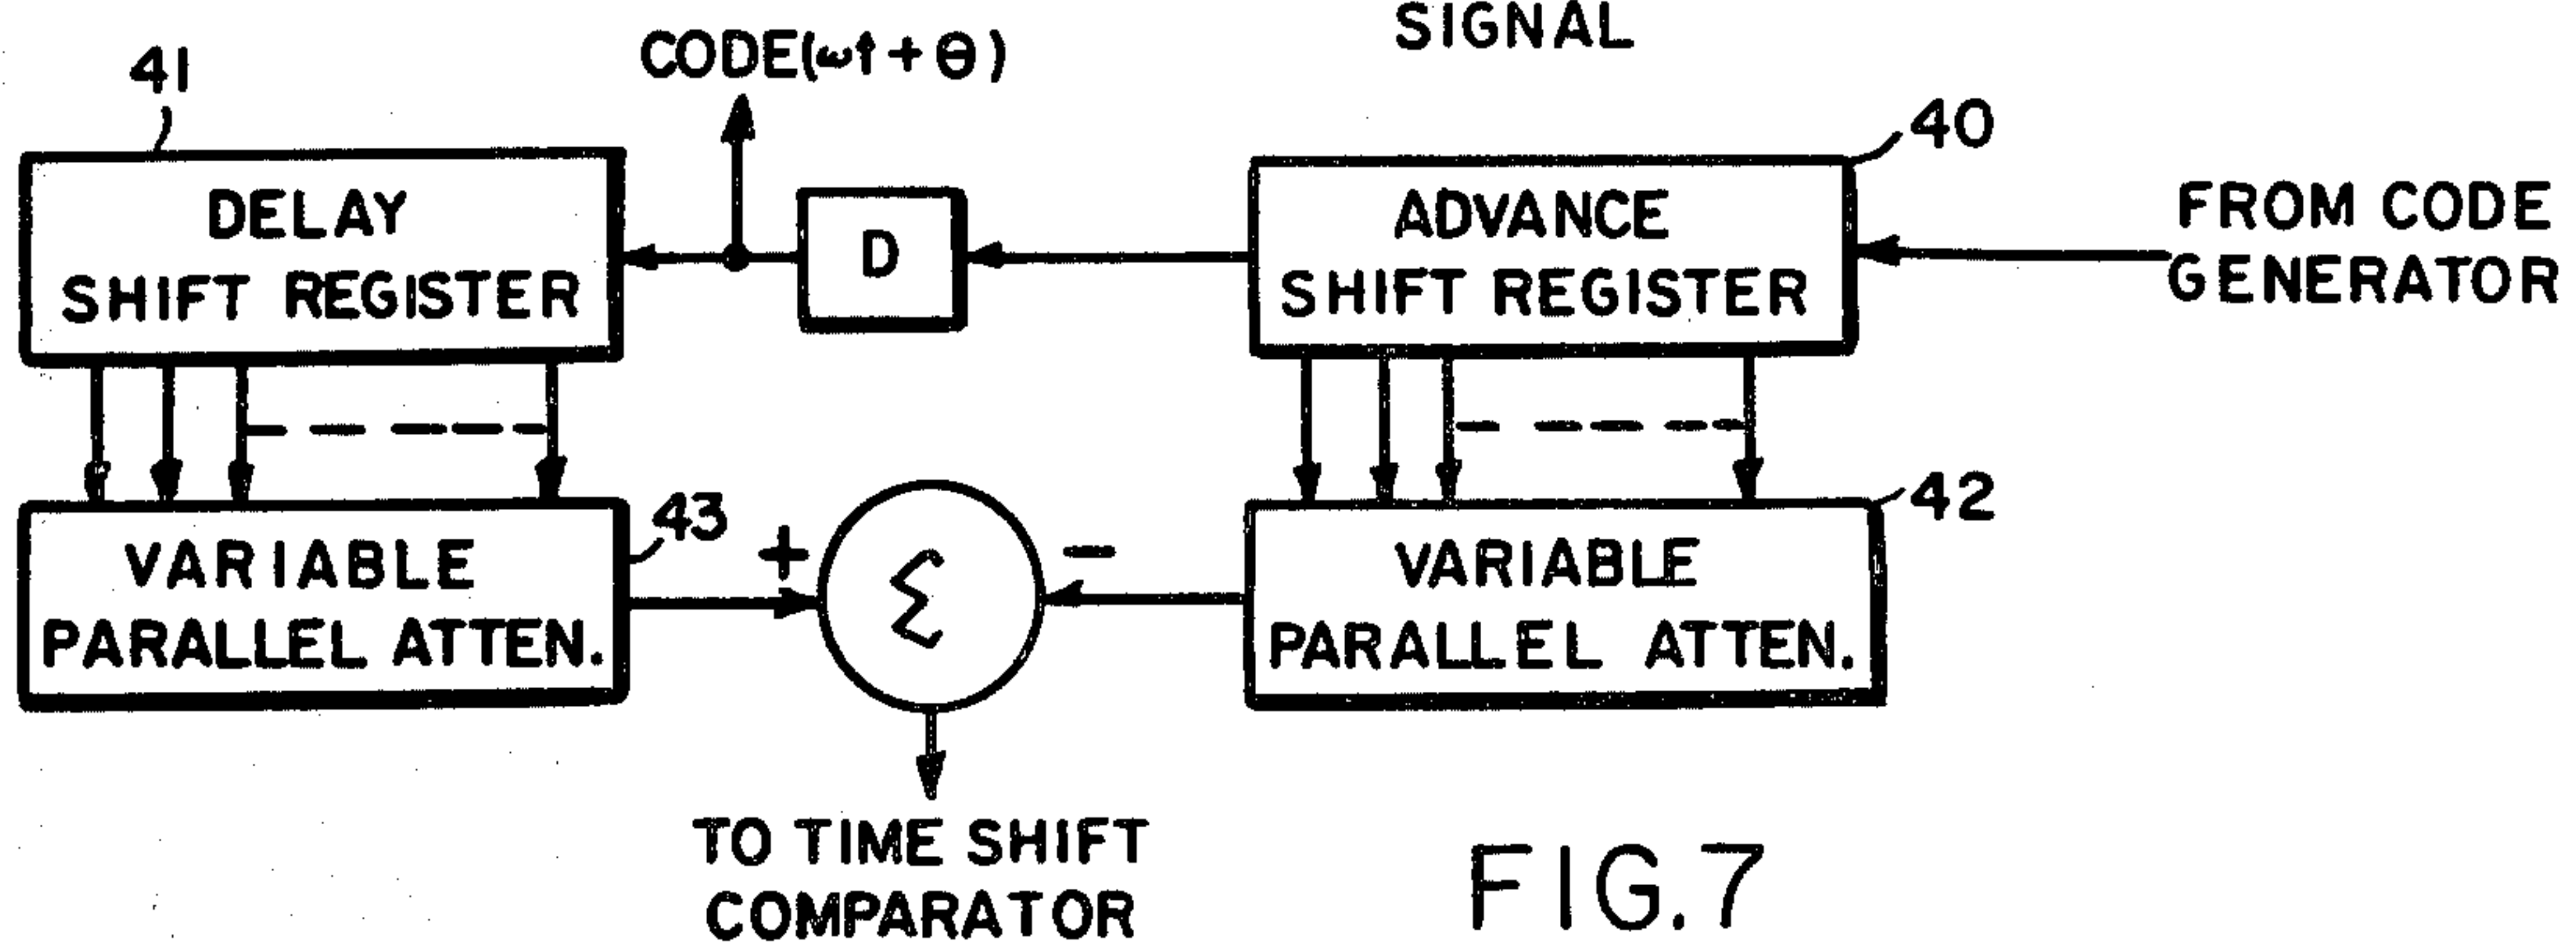 SIGNAL
41
CODE(ωt + θ)
40
DELAY
SHIFT REGISTER
D
ADVANCE
SHIFT REGISTER
FROM CODE
GENERATOR
43
42
+
−
VARIABLE
PARALLEL ATTEN.
Σ
VARIABLE
PARALLEL ATTEN.
TO TIME SHIFT
COMPARATOR
FIG. 7